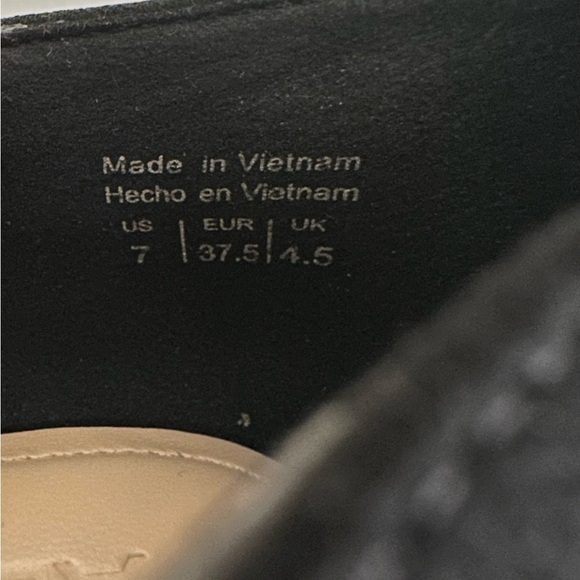 Made in Vietnam
Hecho en Vietnam
US | EUR | UK
7 | 37.5 | 4.5